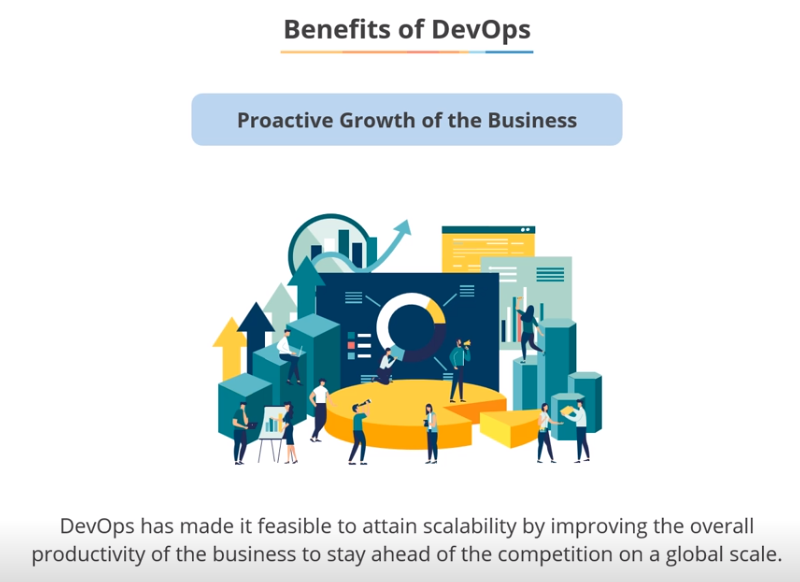 Benefits of DevOps
Proactive Growth of the Business
DevOps has made it feasible to attain scalability by improving the overall
productivity of the business to stay ahead of the competition on a global scale.